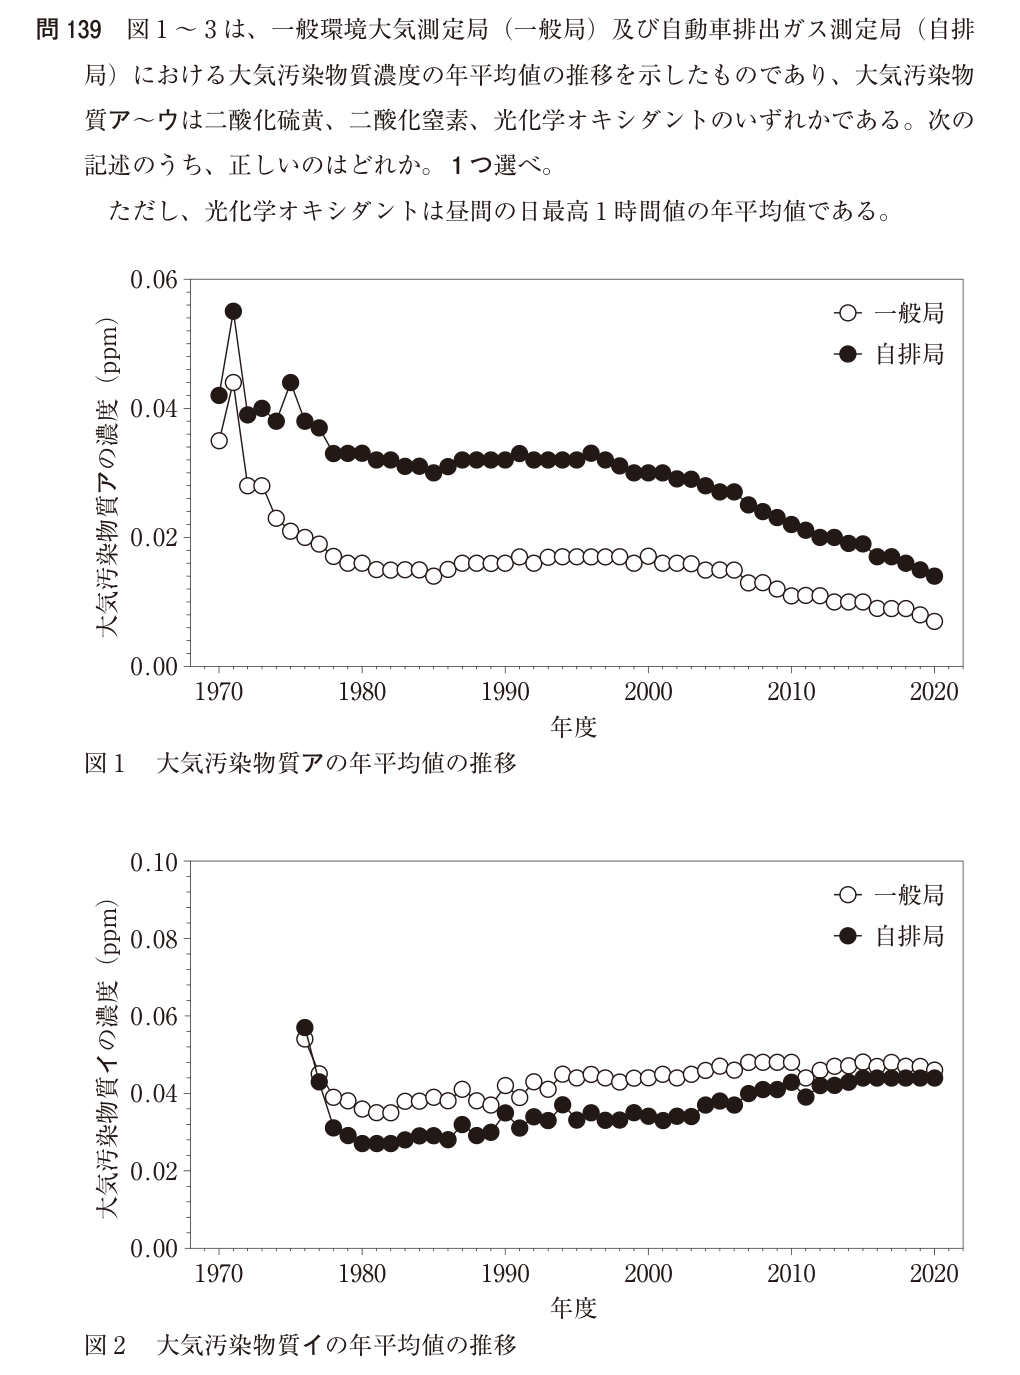 問 139　図1～3は、一般環境大気測定局（一般局）及び自動車排出ガス測定局（自排
局）における大気汚染物質濃度の年平均値の推移を示したものであり、大気汚染物
質ア～ウは二酸化硫黄、二酸化窒素、光化学オキシダントのいずれかである。次の
記述のうち、正しいのはどれか。1つ選べ。
ただし、光化学オキシダントは昼間の日最高1時間値の年平均値である。
大気汚染物質アの濃度（ppm）
0.06
0.04
0.02
0.00
一般局
自排局
1970 1980 1990 2000 2010 2020
年度
図1　大気汚染物質アの年平均値の推移
大気汚染物質イの濃度（ppm）
0.10
0.08
0.06
0.04
0.02
0.00
一般局
自排局
1970 1980 1990 2000 2010 2020
年度
図2　大気汚染物質イの年平均値の推移